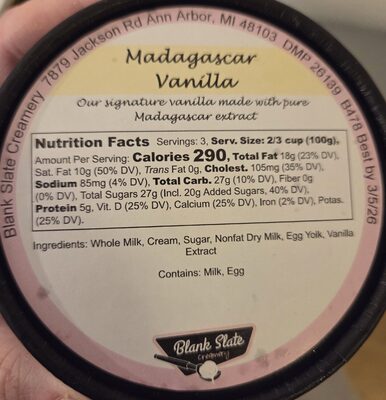 Blank Slate Creamery 7879 Jackson Rd Ann Arbor, MI 48103 DMP 26139 B478 Best by 3/5/26
Madagascar
Vanilla
Our signature vanilla made with pure
Madagascar extract
Nutrition Facts Servings: 3, Serv. Size: 2/3 cup (100g),
Amount Per Serving: Calories 290, Total Fat 18g (23% DV),
Sat. Fat 10g (50% DV), Trans Fat 0g, Cholest. 105mg (35% DV),
Sodium 85mg (4% DV), Total Carb. 27g (10% DV), Fiber 0g
(0% DV), Total Sugars 27g (Incl. 20g Added Sugars, 40% DV),
Protein 5g, Vit. D (25% DV), Calcium (25% DV), Iron (2% DV), Potas.
(25% DV).
Ingredients: Whole Milk, Cream, Sugar, Nonfat Dry Milk, Egg Yolk, Vanilla
Extract
Contains: Milk, Egg
Blank Slate
creamery